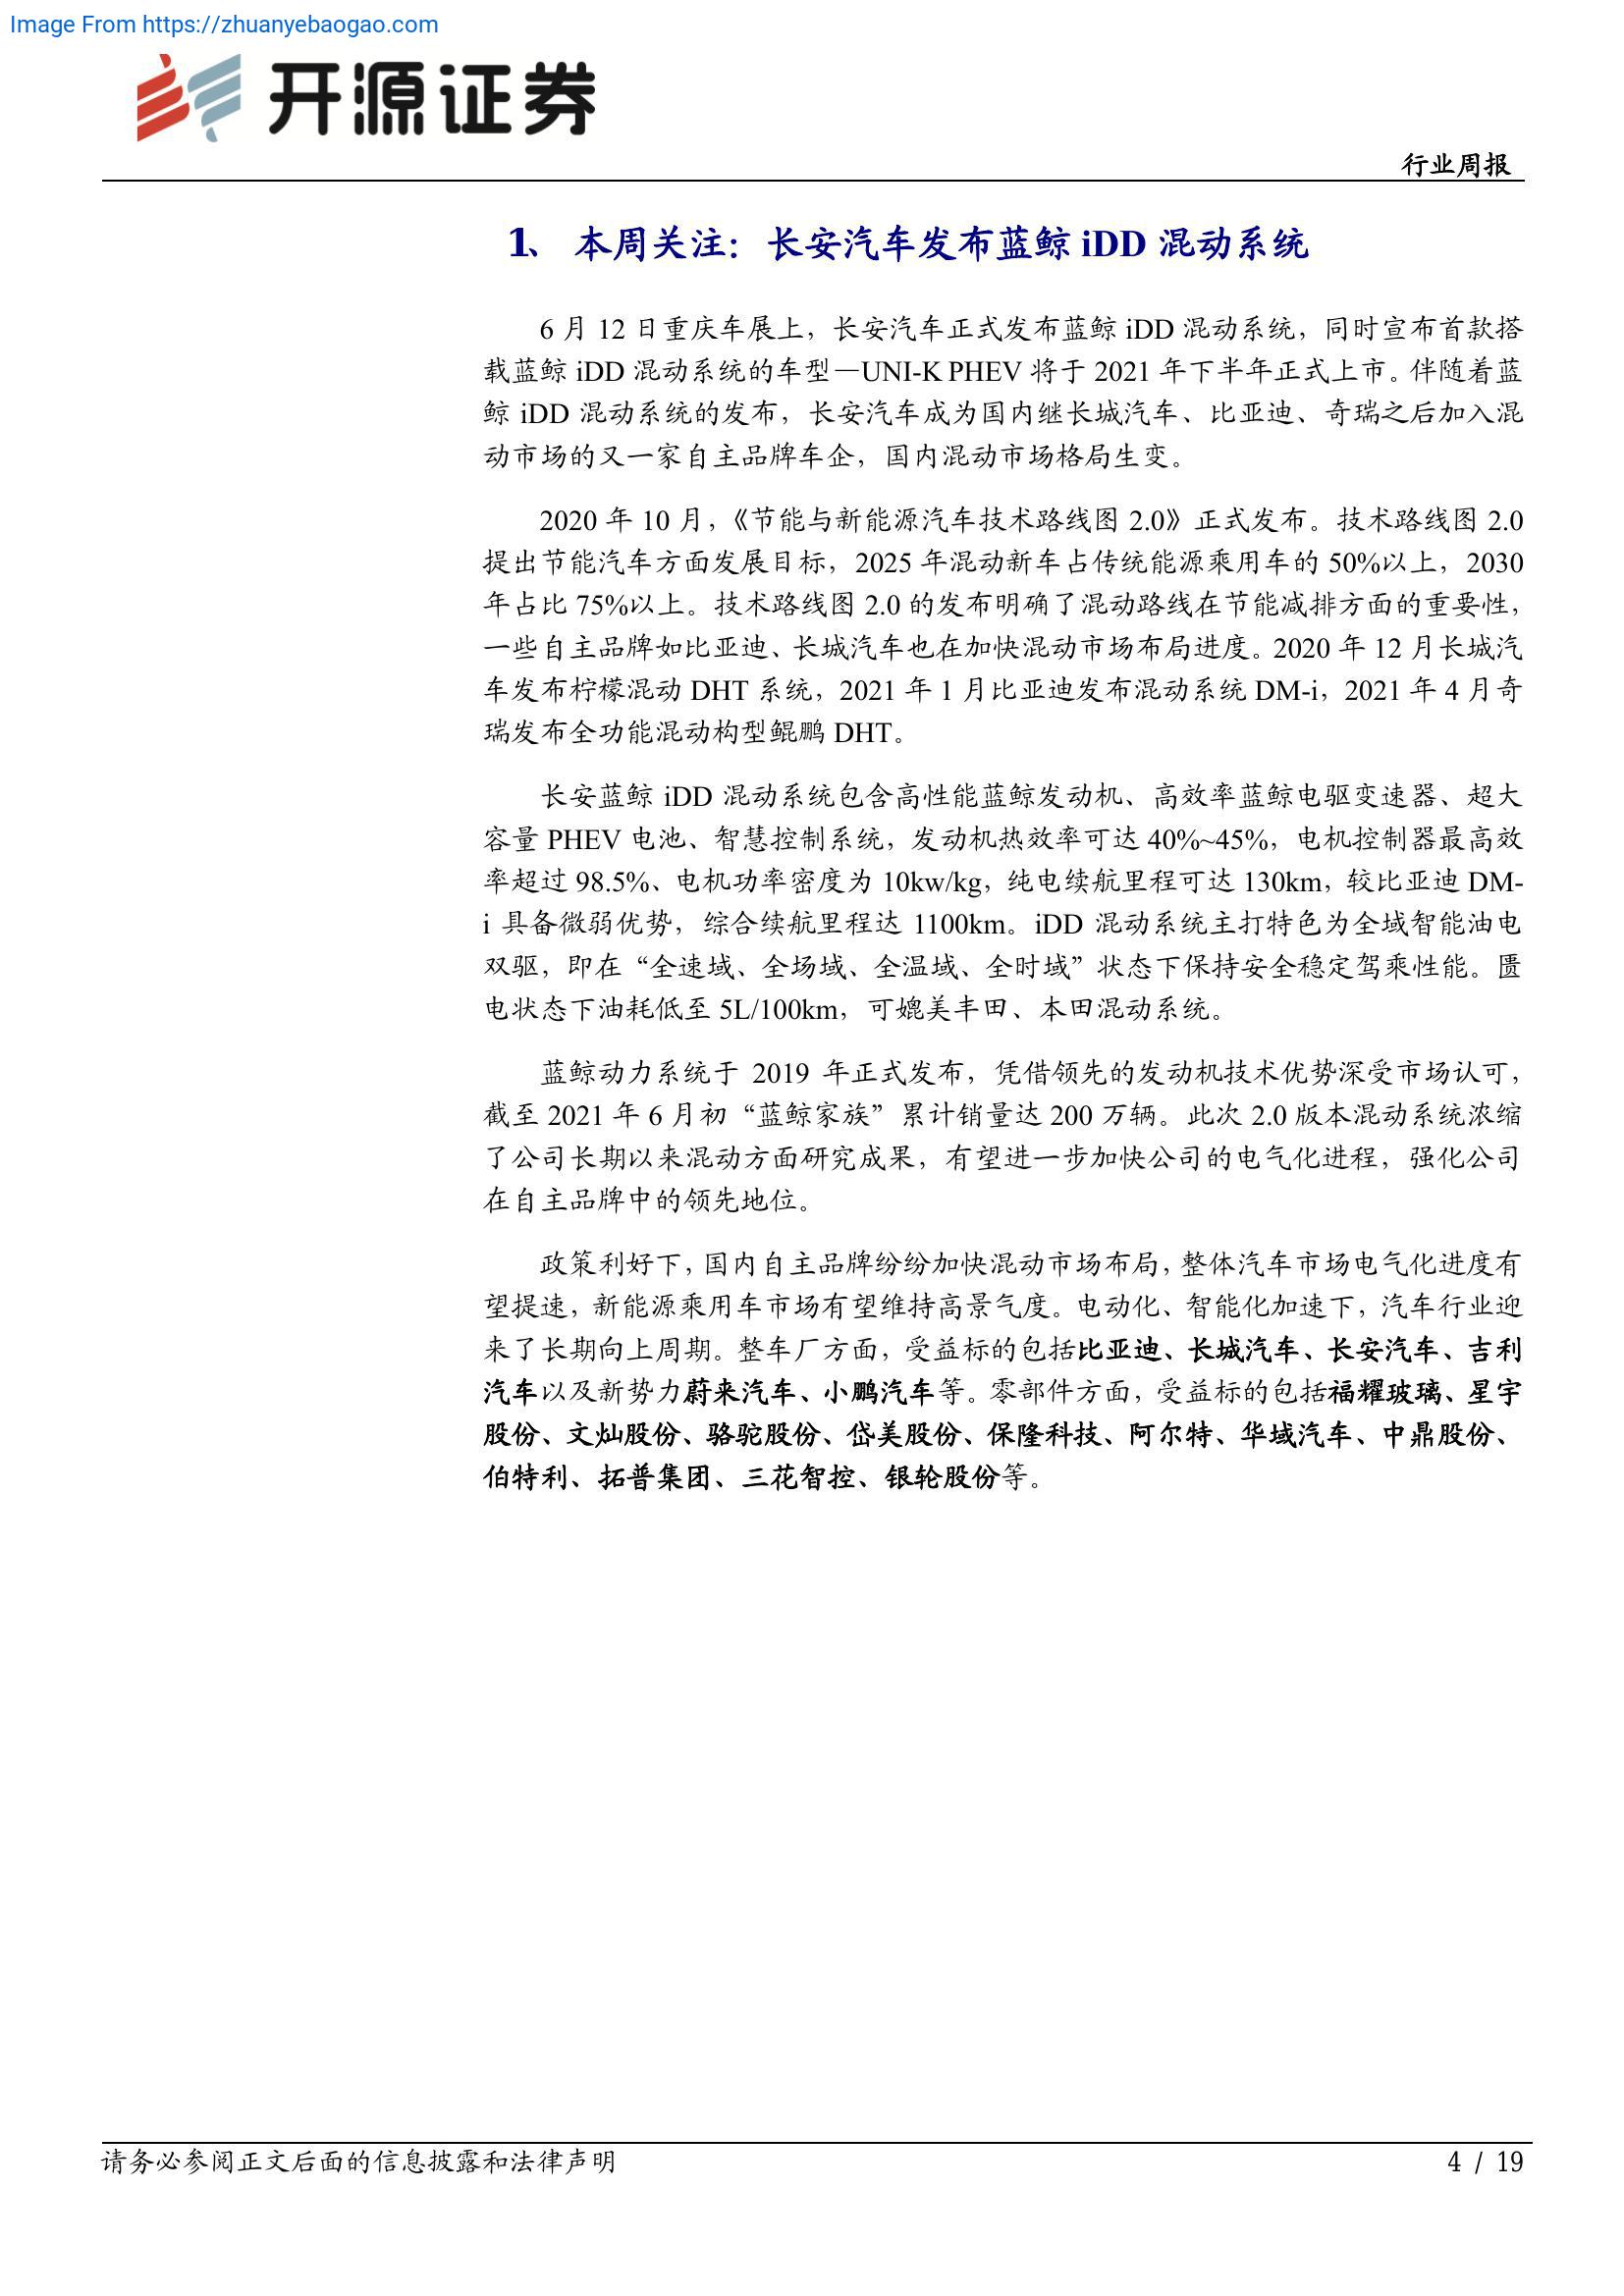 Image From https://zhuanyebaogao.com
开源证券
行业周报
1、 本周关注：长安汽车发布蓝鲸 iDD 混动系统
6 月 12 日重庆车展上，长安汽车正式发布蓝鲸 iDD 混动系统，同时宣布首款搭
载蓝鲸 iDD 混动系统的车型—UNI-K PHEV 将于 2021 年下半年正式上市。伴随着蓝
鲸 iDD 混动系统的发布，长安汽车成为国内继长城汽车、比亚迪、奇瑞之后加入混
动市场的又一家自主品牌车企，国内混动市场格局生变。
2020 年 10 月，《节能与新能源汽车技术路线图 2.0》正式发布。技术路线图 2.0
提出节能汽车方面发展目标，2025 年混动新车占传统能源乘用车的 50%以上，2030
年占比 75%以上。技术路线图 2.0 的发布明确了混动路线在节能减排方面的重要性，
一些自主品牌如比亚迪、长城汽车也在加快混动市场布局进度。2020 年 12 月长城汽
车发布柠檬混动 DHT 系统，2021 年 1 月比亚迪发布混动系统 DM-i，2021 年 4 月奇
瑞发布全功能混动构型鲲鹏 DHT。
长安蓝鲸 iDD 混动系统包含高性能蓝鲸发动机、高效率蓝鲸电驱变速器、超大
容量 PHEV 电池、智慧控制系统，发动机热效率可达 40%~45%，电机控制器最高效
率超过 98.5%、电机功率密度为 10kw/kg，纯电续航里程可达 130km，较比亚迪 DM-
i 具备微弱优势，综合续航里程达 1100km。iDD 混动系统主打特色为全域智能油电
双驱，即在“全速域、全场域、全温域、全时域”状态下保持安全稳定驾乘性能。匮
电状态下油耗低至 5L/100km，可媲美丰田、本田混动系统。
蓝鲸动力系统于 2019 年正式发布，凭借领先的发动机技术优势深受市场认可，
截至 2021 年 6 月初“蓝鲸家族”累计销量达 200 万辆。此次 2.0 版本混动系统浓缩
了公司长期以来混动方面研究成果，有望进一步加快公司的电气化进程，强化公司
在自主品牌中的领先地位。
政策利好下，国内自主品牌纷纷加快混动市场布局，整体汽车市场电气化进度有
望提速，新能源乘用车市场有望维持高景气度。电动化、智能化加速下，汽车行业迎
来了长期向上周期。整车厂方面，受益标的包括比亚迪、长城汽车、长安汽车、吉利
汽车以及新势力蔚来汽车、小鹏汽车等。零部件方面，受益标的包括福耀玻璃、星宇
股份、文灿股份、骆驼股份、岱美股份、保隆科技、阿尔特、华域汽车、中鼎股份、
伯特利、拓普集团、三花智控、银轮股份等。
请务必参阅正文后面的信息披露和法律声明
4 / 19